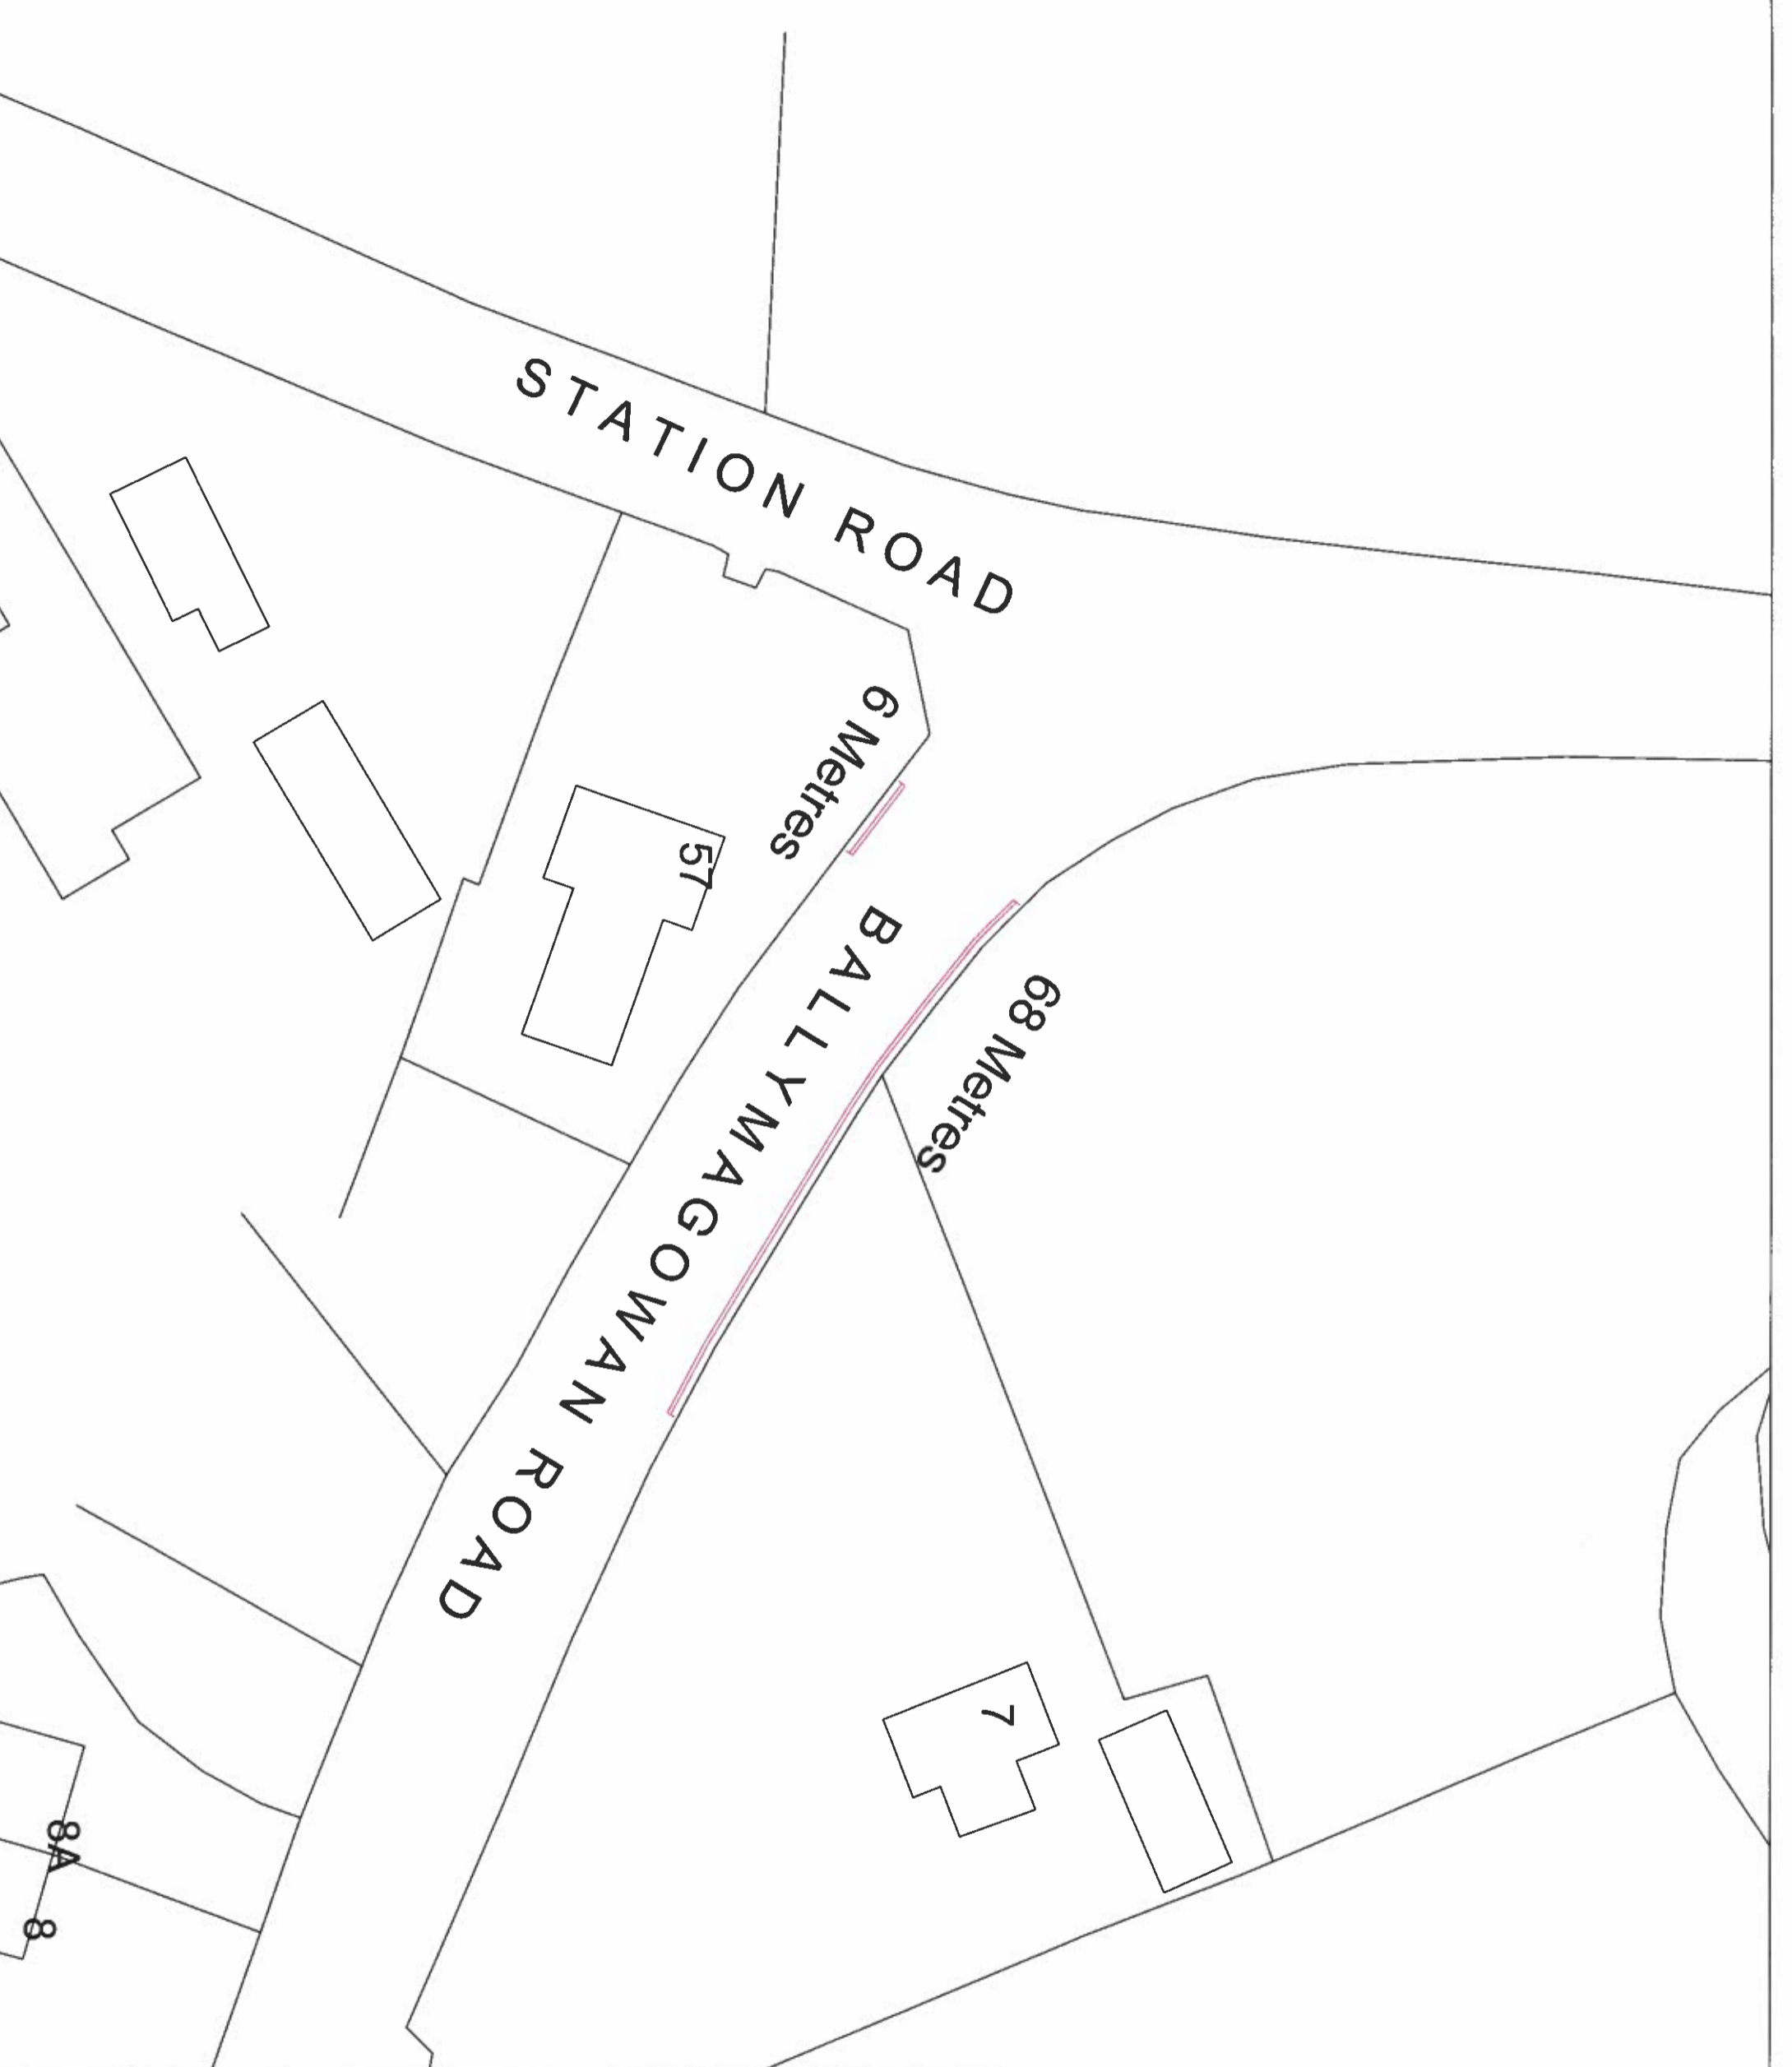 STATION ROAD
6 Metres
57
BALLYMAGOWAN ROAD
68 Metres
7
8A
8